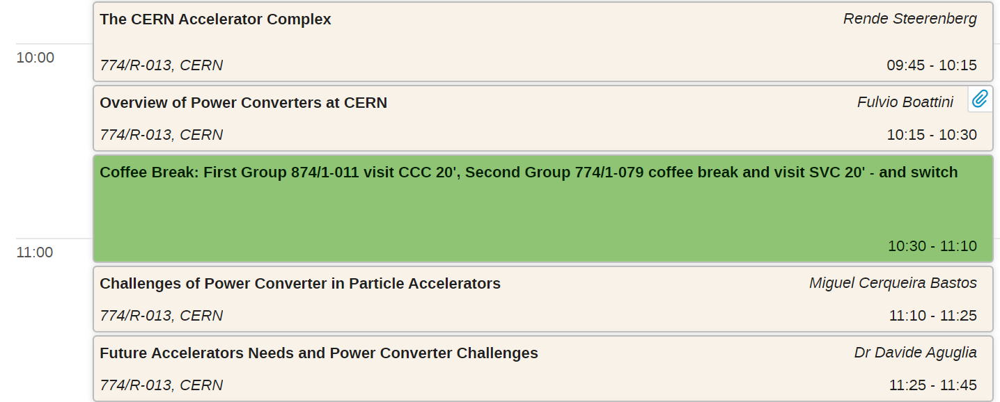 The CERN Accelerator Complex Rende Steerenberg
10:00
774/R-013, CERN 09:45 - 10:15
Overview of Power Converters at CERN Fulvio Boattini
774/R-013, CERN 10:15 - 10:30
Coffee Break: First Group 874/1-011 visit CCC 20', Second Group 774/1-079 coffee break and visit SVC 20' - and switch
10:30 - 11:10
11:00
Challenges of Power Converter in Particle Accelerators Miguel Cerqueira Bastos
774/R-013, CERN 11:10 - 11:25
Future Accelerators Needs and Power Converter Challenges Dr Davide Aguglia
774/R-013, CERN 11:25 - 11:45